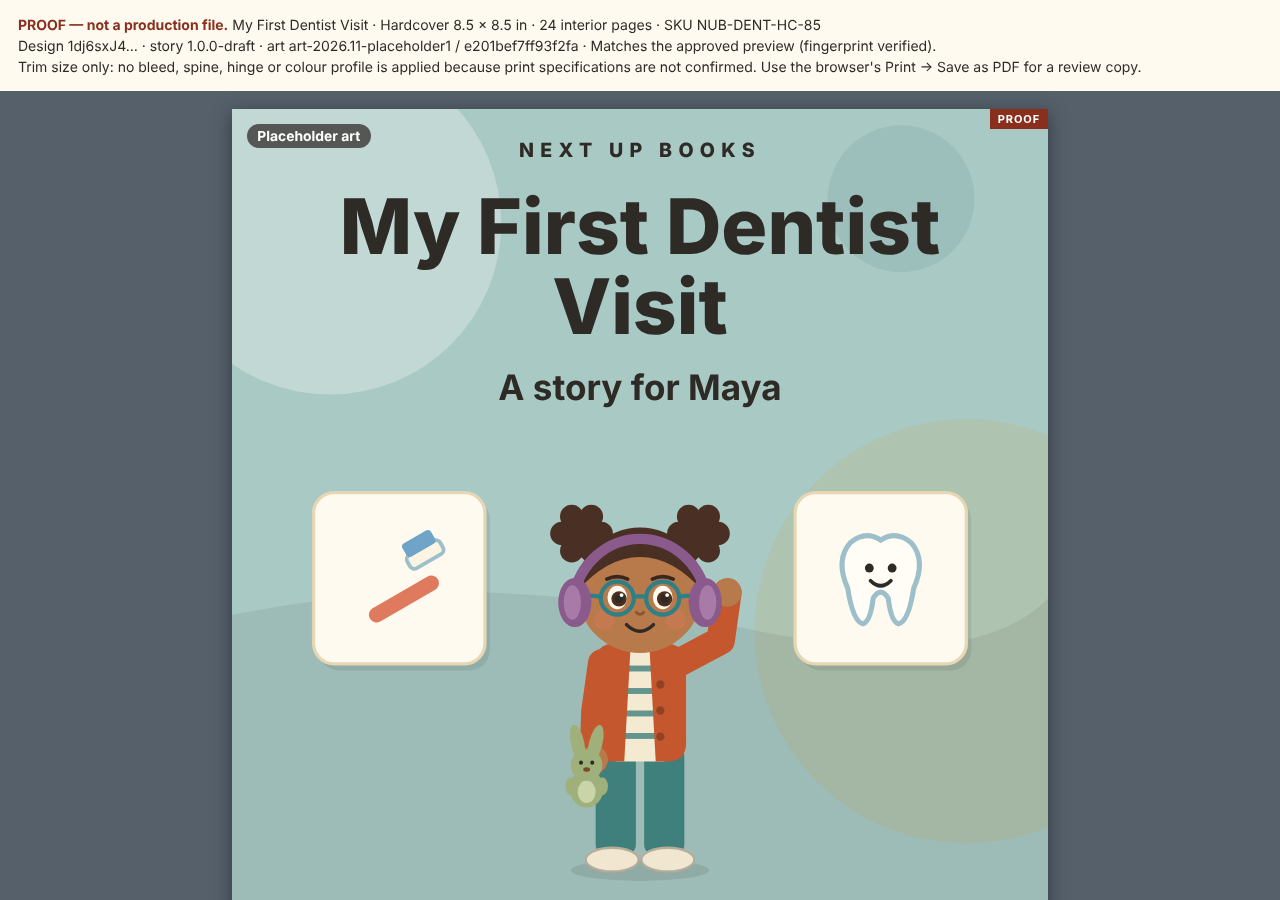 PROOF — not a production file. My First Dentist Visit · Hardcover 8.5 × 8.5 in · 24 interior pages · SKU NUB-DENT-HC-85
Design 1dj6sxJ4… · story 1.0.0-draft · art art-2026.11-placeholder1 / e201bef7ff93f2fa · Matches the approved preview (fingerprint verified).
Trim size only: no bleed, spine, hinge or colour profile is applied because print specifications are not confirmed. Use the browser's Print → Save as PDF for a review copy.
PROOF
Placeholder art
NEXT UP BOOKS
My First Dentist
Visit
A story for Maya